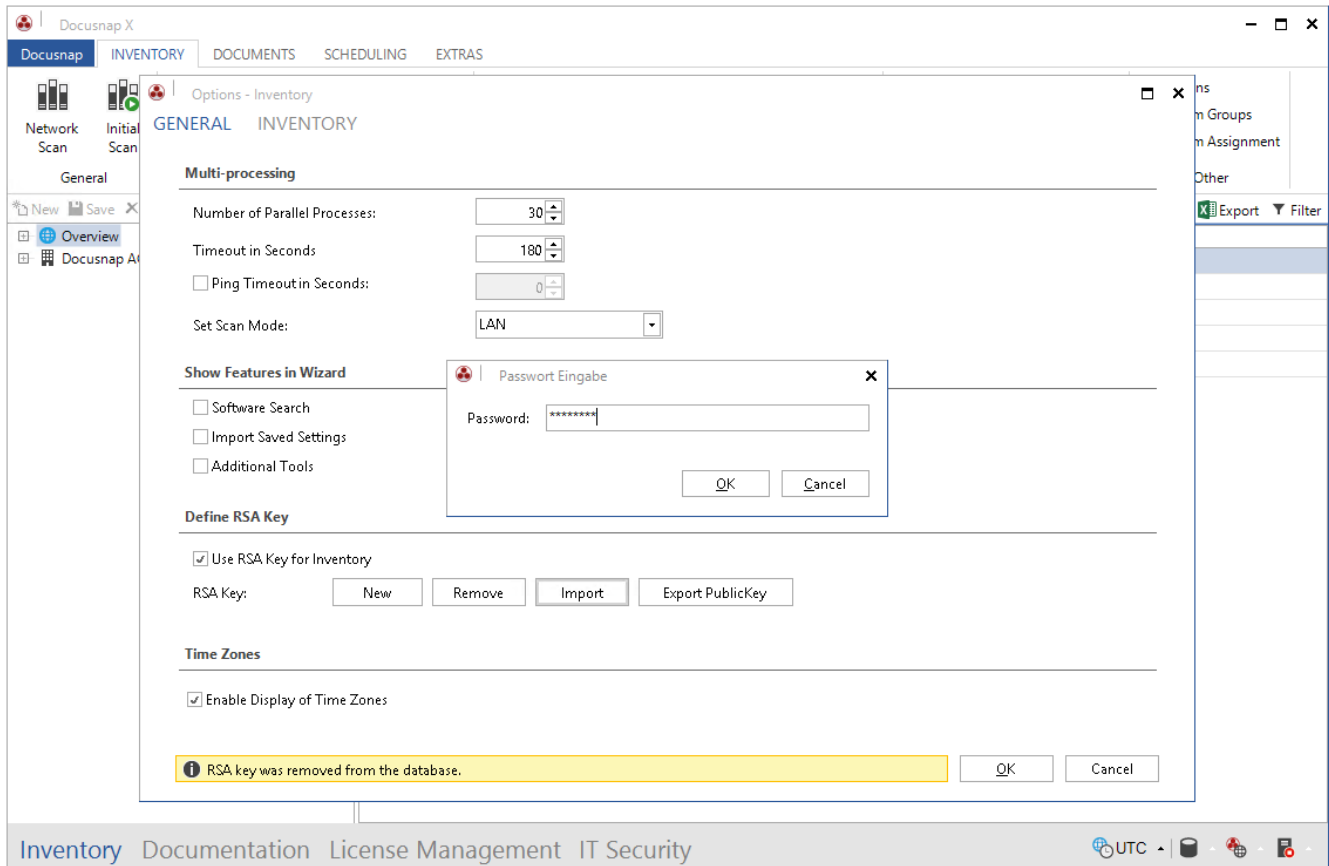 Docusnap X
Docusnap INVENTORY DOCUMENTS SCHEDULING EXTRAS
Network Scan
Initial Scan
General
Options - Inventory
GENERAL INVENTORY
ns
m Groups
m Assignment
Other
New Save
Export Filter
Overview
Docusnap A
Multi-processing
Number of Parallel Processes: 30
Timeout in Seconds 180
Ping Timeout in Seconds: 0
Set Scan Mode: LAN
Show Features in Wizard
Software Search
Import Saved Settings
Additional Tools
Passwort Eingabe
Password: ********
OK Cancel
Define RSA Key
Use RSA Key for Inventory
RSA Key: New Remove Import Export PublicKey
Time Zones
Enable Display of Time Zones
RSA key was removed from the database.
OK Cancel
Inventory Documentation License Management IT Security
UTC